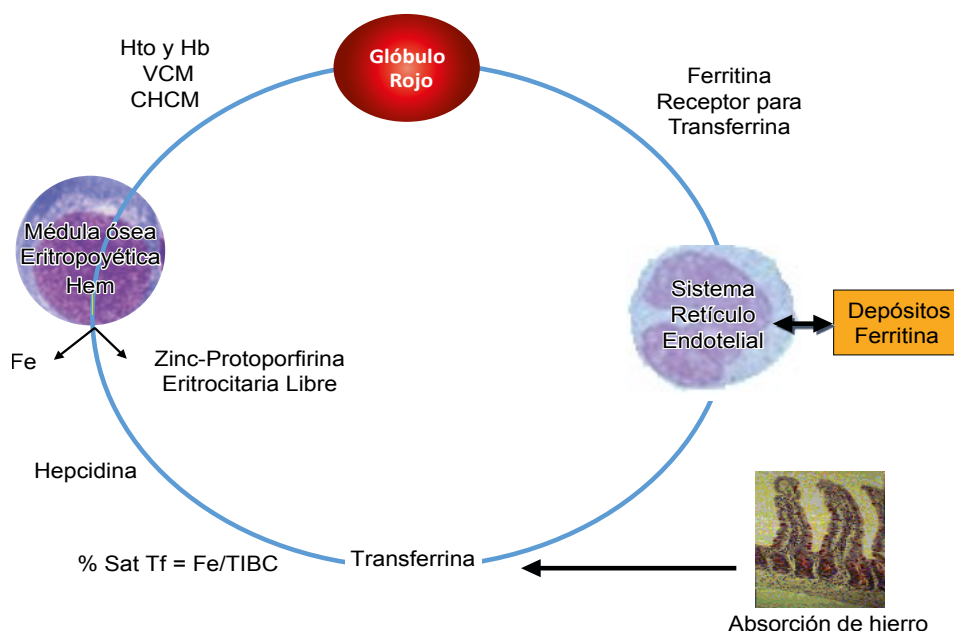 Hto y Hb
VCM
CHCM
Glóbulo
Rojo
Ferritina
Receptor para
Transferrina
Médula ósea
Eritropoyética
Hem
Sistema
Retículo
Endotelial
Depósitos
Ferritina
Fe
Zinc-Protoporfirina
Eritrocitaria Libre
Hepcidina
% Sat Tf = Fe/TIBC
Transferrina
Absorción de hierro